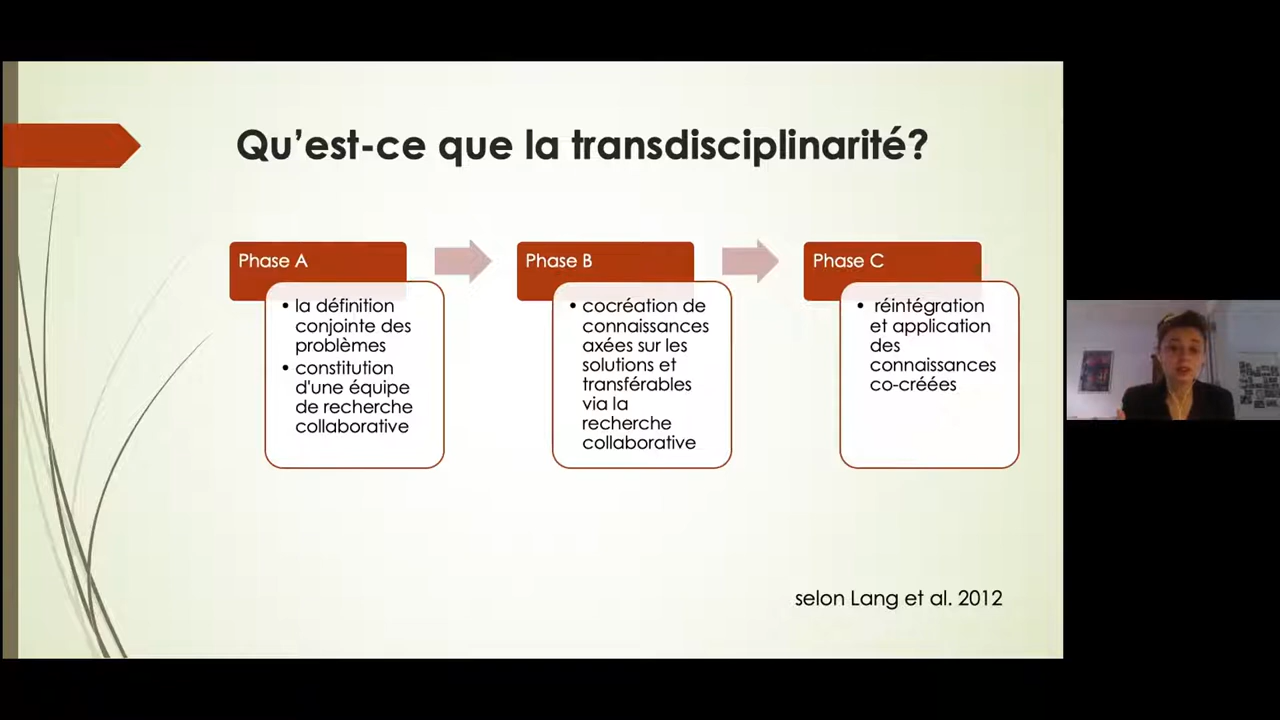 Qu'est-ce que la transdisciplinarité?
Phase A
• la définition
conjointe des
problèmes
• constitution
d'une équipe
de recherche
collaborative
Phase B
• cocréation de
connaissances
axées sur les
solutions et
transférables
via la
recherche
collaborative
Phase C
• réintégration
et application
des
connaissances
co-créées
selon Lang et al. 2012